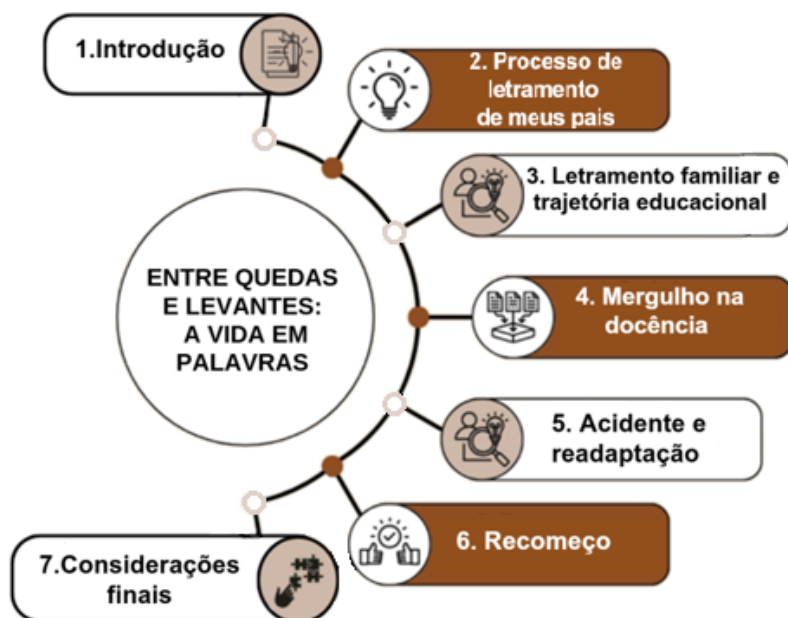 1.Introdução
2. Processo de
letramento
de meus pais
3. Letramento familiar e
trajetória educacional
ENTRE QUEDAS
E LEVANTES:
A VIDA EM
PALAVRAS
4. Mergulho na
docência
5. Acidente e
readaptação
6. Recomeço
7.Considerações
finais